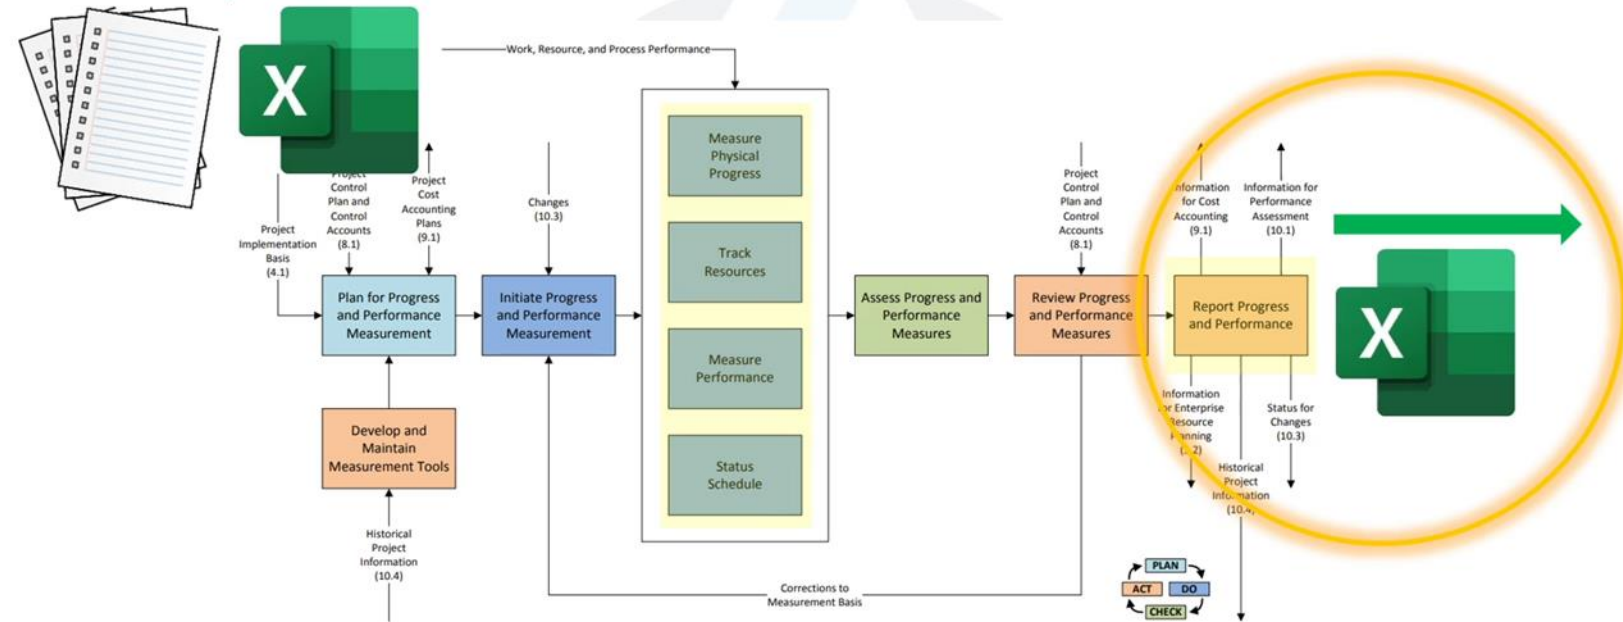 X
Work, Resource, and Process Performance
Project
Implementation
Basis
(4.1)
Project
Control
Plan and
Control
Accounts
(8.1)
Project
Cost
Accounting
Plans
(9.1)
Changes
(10.3)
Plan for Progress
and Performance
Measurement
Initiate Progress
and Performance
Measurement
Develop and
Maintain
Measurement Tools
Historical
Project
Information
(10.4)
Measure
Physical
Progress
Track
Resources
Measure
Performance
Status
Schedule
Assess Progress and
Performance
Measures
Project
Control
Plan and
Control
Accounts
(8.1)
Review Progress
and Performance
Measures
Corrections to
Measurement Basis
Information
for Cost
Accounting
(9.1)
Information for
Performance
Assessment
(10.1)
Report Progress
and Performance
Information
for Enterprise
Resource
Planning
Historical
Project
Information
(10.4)
Status for
Changes
(10.3)
X
PLAN
ACT
DO
CHECK